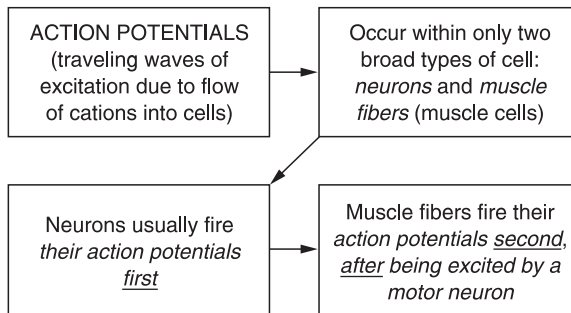 ACTION POTENTIALS
(traveling waves of
excitation due to flow
of cations into cells)
Occur within only two
broad types of cell:
neurons and muscle
fibers (muscle cells)
Neurons usually fire
their action potentials
first
Muscle fibers fire their
action potentials second,
after being excited by a
motor neuron